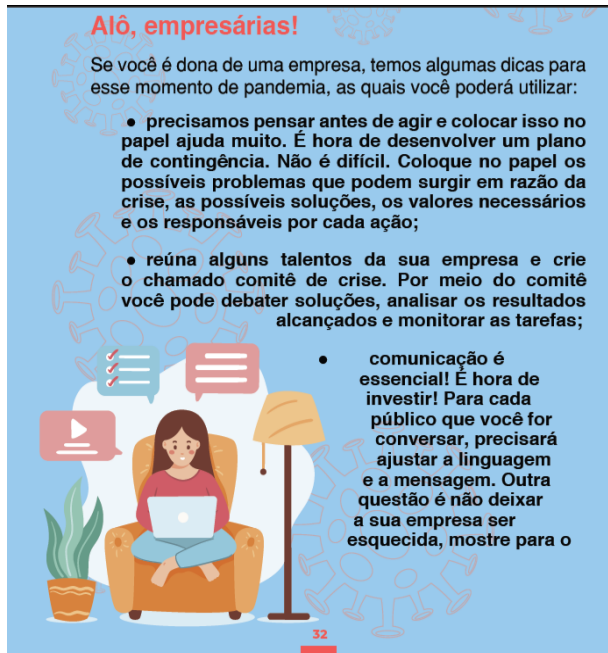 Alô, empresárias!
Se você é dona de uma empresa, temos algumas dicas para
esse momento de pandemia, as quais você poderá utilizar:
● precisamos pensar antes de agir e colocar isso no
papel ajuda muito. É hora de desenvolver um plano
de contingência. Não é difícil. Coloque no papel os
possíveis problemas que podem surgir em razão da
crise, as possíveis soluções, os valores necessários
e os responsáveis por cada ação;
● reúna alguns talentos da sua empresa e crie
o chamado comitê de crise. Por meio do comitê
você pode debater soluções, analisar os resultados
alcançados e monitorar as tarefas;
● comunicação é
essencial! É hora de
investir! Para cada
público que você for
conversar, precisará
ajustar a linguagem
e a mensagem. Outra
questão é não deixar
a sua empresa ser
esquecida, mostre para o
32